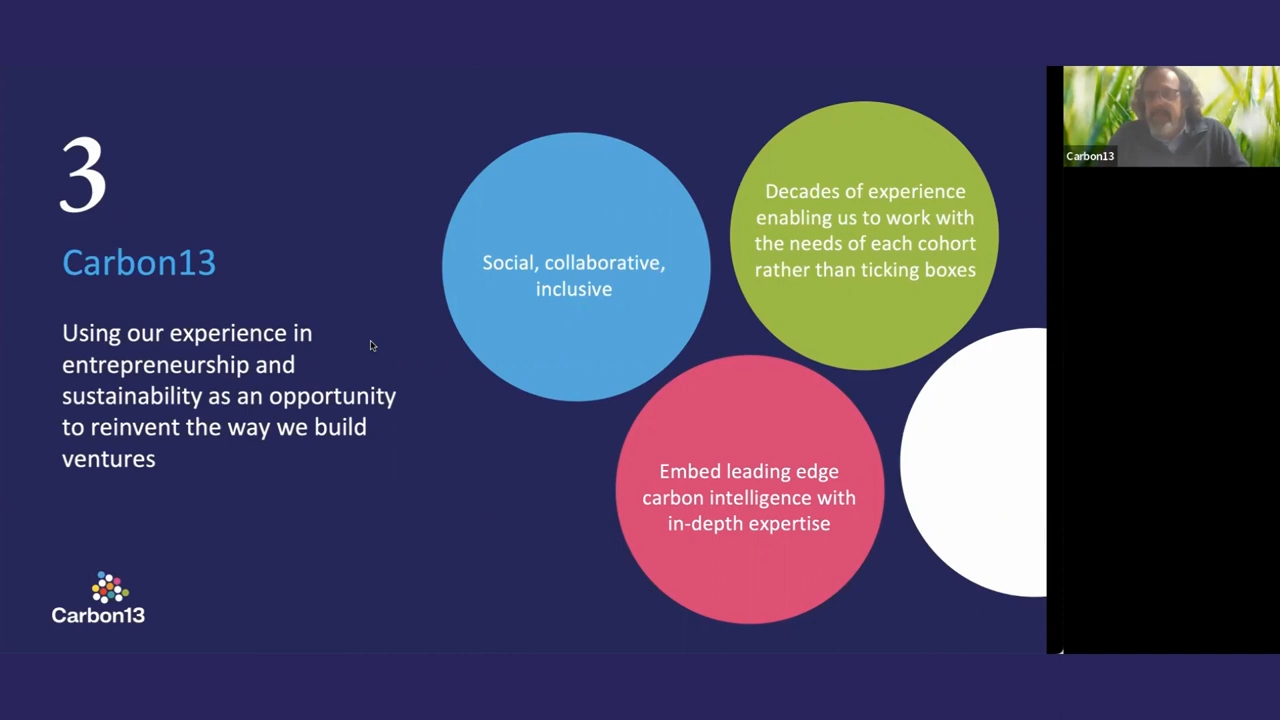 3
Carbon13
Using our experience in
entrepreneurship and
sustainability as an opportunity
to reinvent the way we build
ventures
Carbon13
Social, collaborative,
inclusive
Decades of experience
enabling us to work with
the needs of each cohort
rather than ticking boxes
Embed leading edge
carbon intelligence with
in-depth expertise
Carbon13